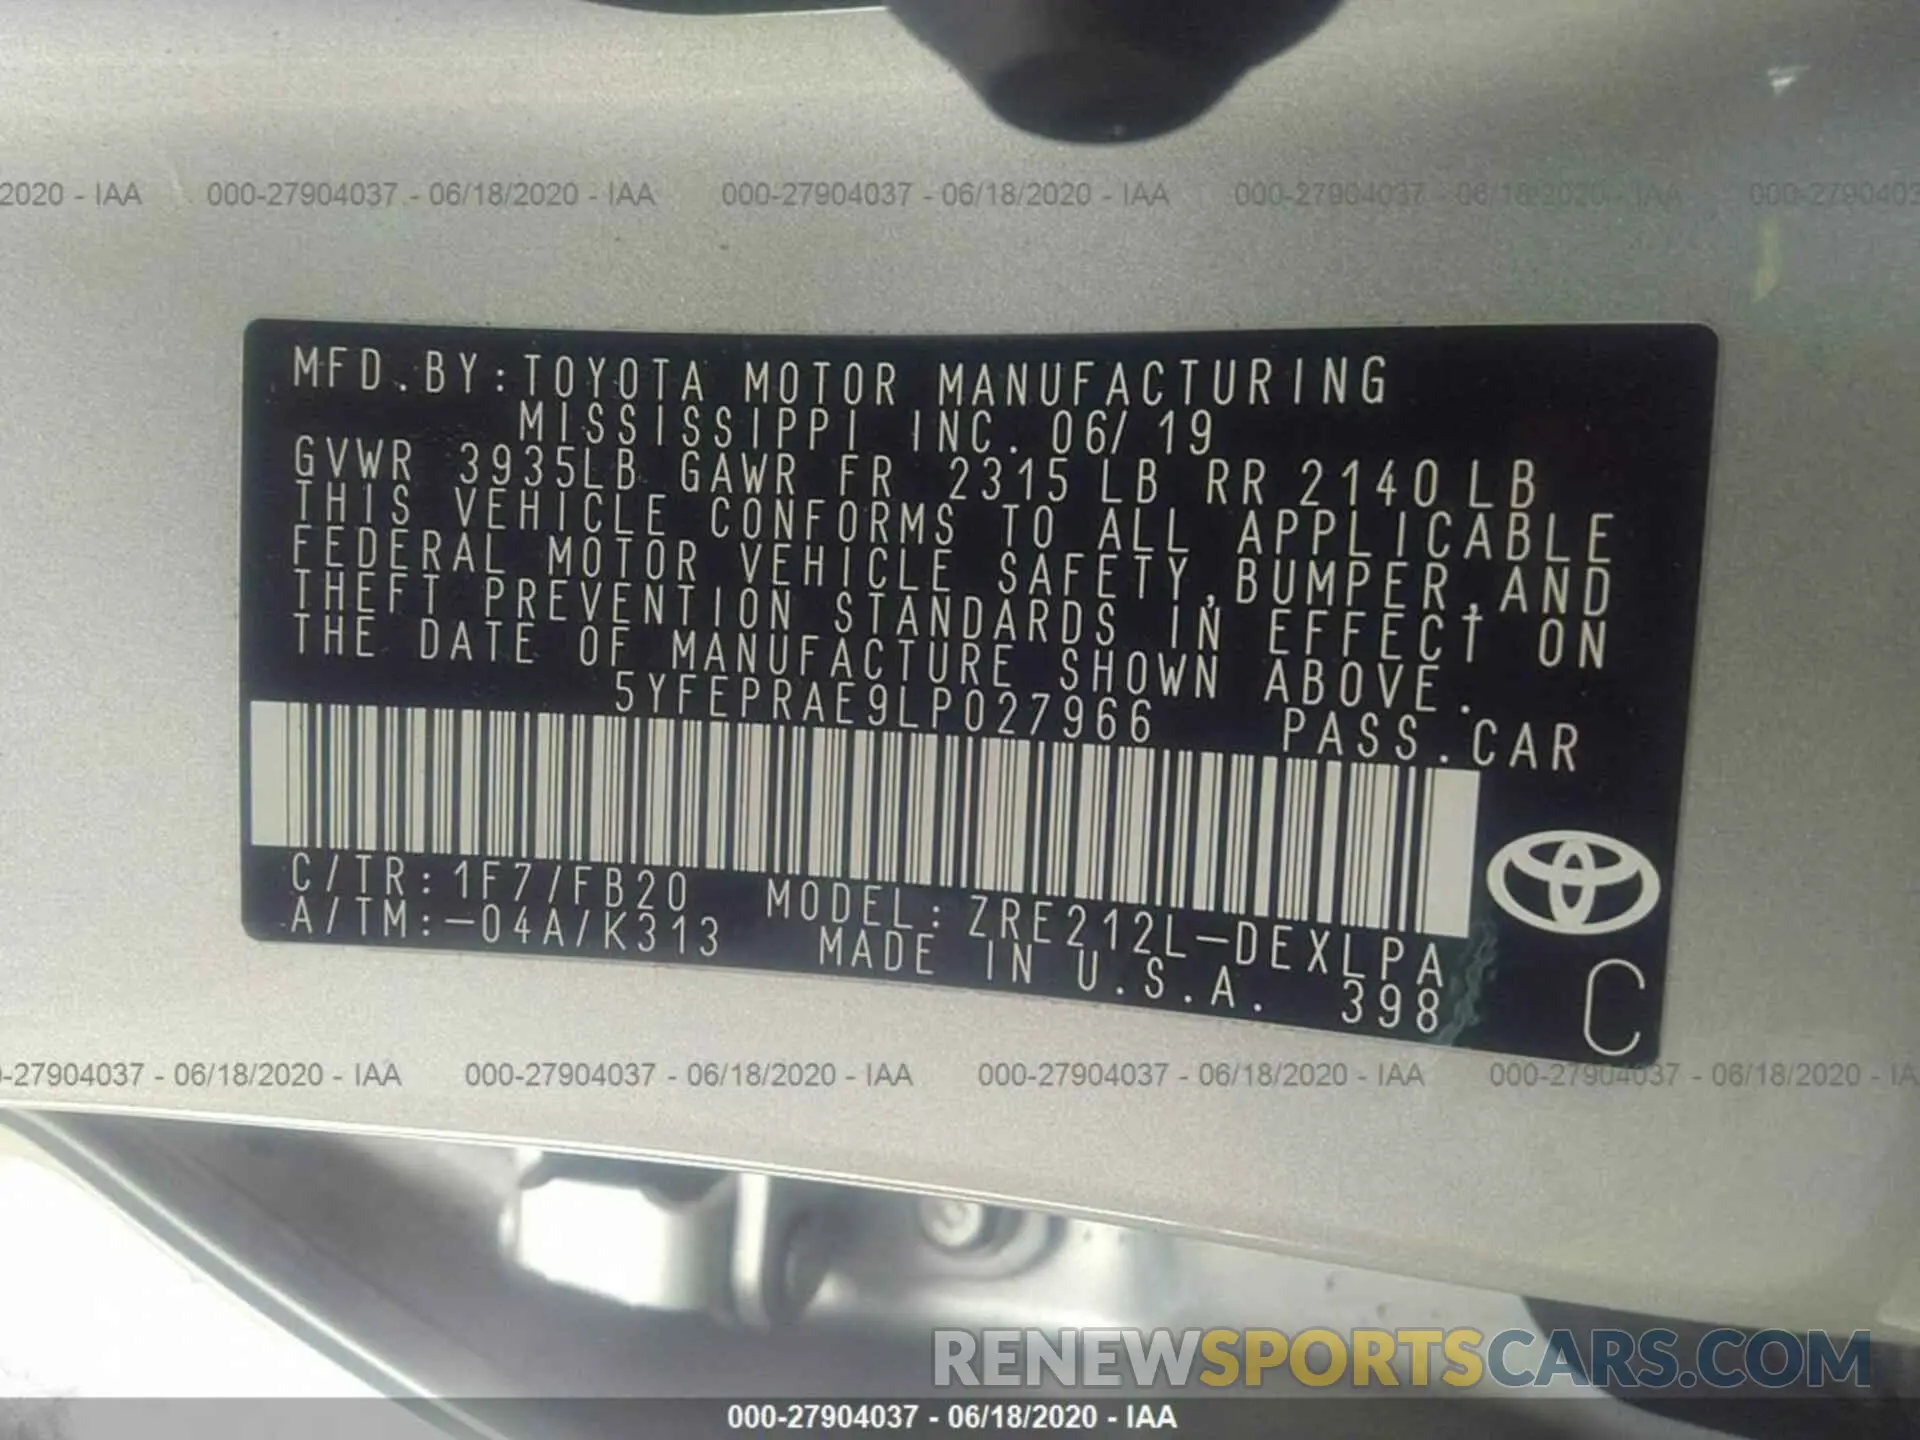 2020 - IAA 000-27904037 - 06/18/2020 - IAA 000-27904037 - 06/18/2020 - IAA 000-27904037 - 06/18/2020 - IAA 000-2790403
MFD.BY:TOYOTA MOTOR MANUFACTURING
MISSISSIPPI INC. 06/19
GVWR 3935LB GAWR FR 2315LB RR 2140LB
THIS VEHICLE CONFORMS TO ALL APPLICABLE
FEDERAL MOTOR VEHICLE SAFETY,BUMPER,AND
THEFT PREVENTION STANDARDS IN EFFECT ON
THE DATE OF MANUFACTURE SHOWN ABOVE.
5YFEPRAE9LP027966 PASS.CAR
C/TR:1F7/FB20 MODEL:ZRE212L-DEXLPA
A/TM:-04A/K313 MADE IN U.S.A. 398
C
-27904037 - 06/18/2020 - IAA 000-27904037 - 06/18/2020 - IAA 000-27904037 - 06/18/2020 - IAA 000-27904037 - 06/18/2020 - IA
RENEWSPORTSCARS.COM
000-27904037 - 06/18/2020 - IAA